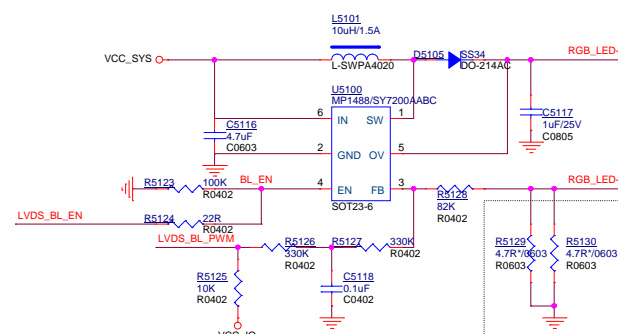 L5101
10uH/1.5A
VCC_SYS
L-SWPA4020
D5105
SS34
DO-214AC
RGB_LED-
U5100
MP1488/SY7200AABC
6
IN
SW
1
C5116
4.7uF
C0603
C5117
1uF/25V
C0805
2
GND
OV
5
R5123
100K
R0402
BL_EN
4
EN
FB
3
R5128
82K
R0402
RGB_LED-
SOT23-6
LVDS_BL_EN
R5124
22R
R0402
LVDS_BL_PWM
R5126
330K
R0402
R5127
330K
R0402
R5129
4.7R*/0603
R0603
R5130
4.7R*/0603
R0603
R5125
10K
R0402
C5118
0.1uF
C0402